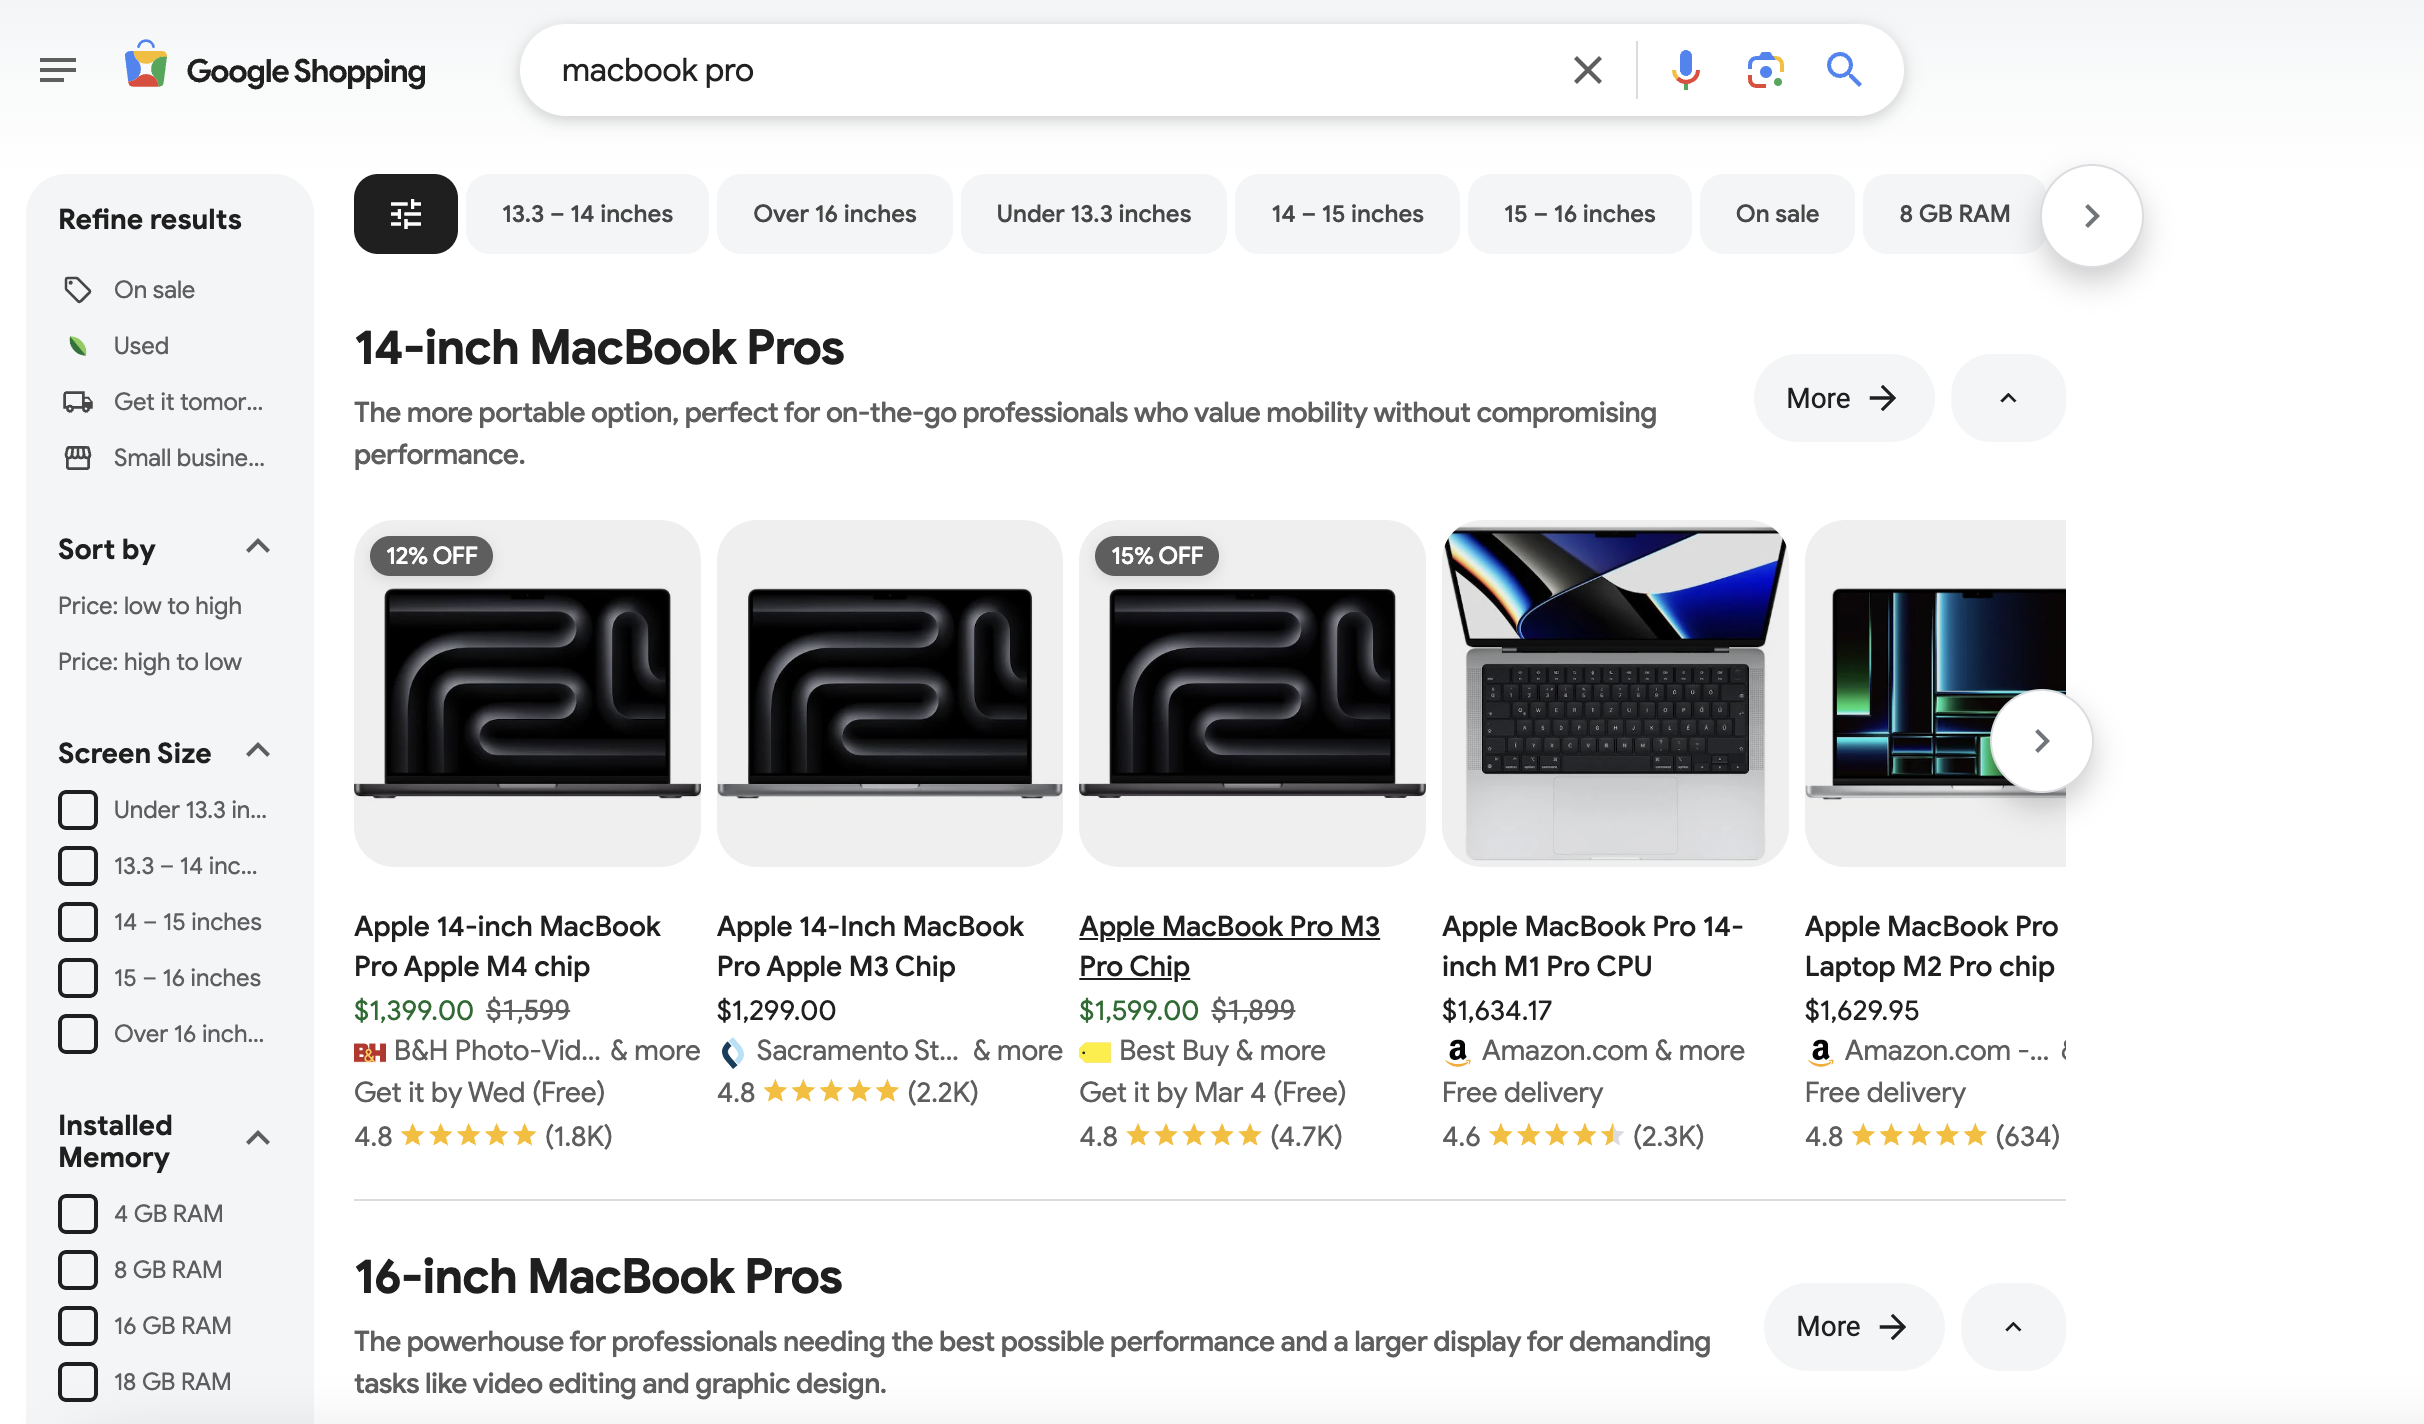 Google Shopping
macbook pro
Refine results
On sale
Used
Get it tomor...
Small busine...
Sort by
Price: low to high
Price: high to low
Screen Size
Under 13.3 in...
13.3 – 14 inc...
14 – 15 inches
15 – 16 inches
Over 16 inch...
Installed
Memory
4 GB RAM
8 GB RAM
16 GB RAM
18 GB RAM
13.3 – 14 inches
Over 16 inches
Under 13.3 inches
14 – 15 inches
15 – 16 inches
On sale
8 GB RAM
14-inch MacBook Pros
The more portable option, perfect for on-the-go professionals who value mobility without compromising
performance.
More
12% OFF
Apple 14-inch MacBook
Pro Apple M4 chip
$1,399.00 $1,599
B&H B&H Photo-Vid... & more
Get it by Wed (Free)
4.8 (1.8K)
Apple 14-Inch MacBook
Pro Apple M3 Chip
$1,299.00
Sacramento St... & more
4.8 (2.2K)
15% OFF
Apple MacBook Pro M3
Pro Chip
$1,599.00 $1,899
Best Buy & more
Get it by Mar 4 (Free)
4.8 (4.7K)
Apple MacBook Pro 14-
inch M1 Pro CPU
$1,634.17
a Amazon.com & more
Free delivery
4.6 (2.3K)
Apple MacBook Pro
Laptop M2 Pro chip
$1,629.95
a Amazon.com -...
Free delivery
4.8 (634)
16-inch MacBook Pros
The powerhouse for professionals needing the best possible performance and a larger display for demanding
tasks like video editing and graphic design.
More